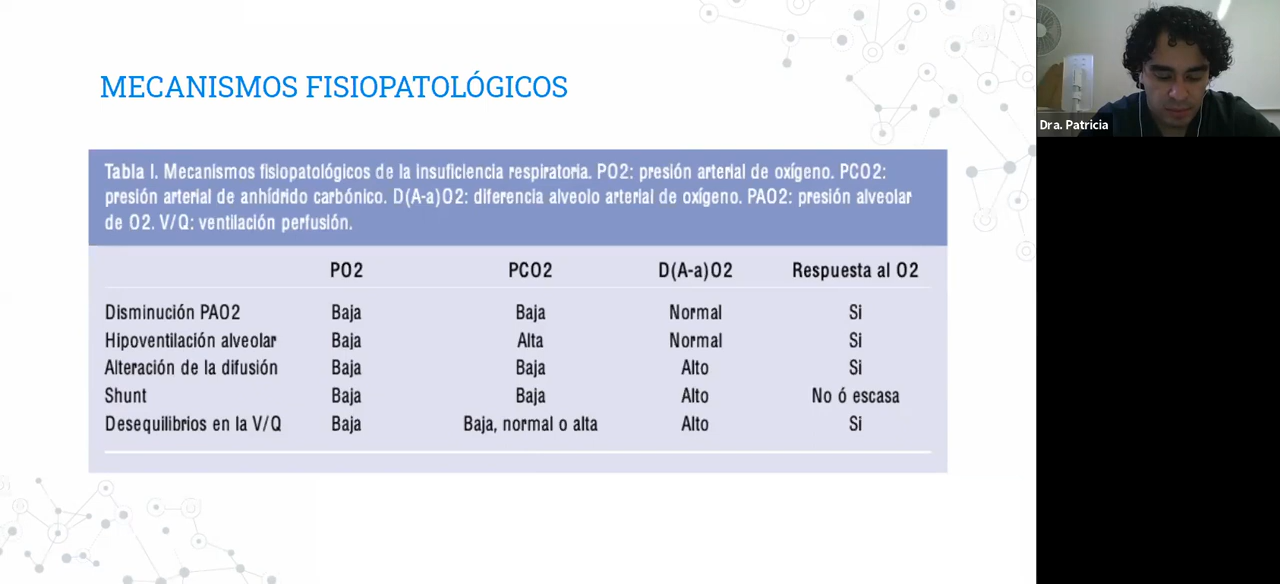 MECANISMOS FISIOPATOLÓGICOS
Tabla I. Mecanismos fisiopatológicos de la insuficiencia respiratoria. PO2: presión arterial de oxígeno. PCO2:
presión arterial de anhídrido carbónico. D(A-a)O2: diferencia alveolo arterial de oxígeno. PAO2: presión alveolar
de O2. V/Q: ventilación perfusión.
PO2 PCO2 D(A-a)O2 Respuesta al O2
Disminución PAO2 Baja Baja Normal Si
Hipoventilación alveolar Baja Alta Normal Si
Alteración de la difusión Baja Baja Alto Si
Shunt Baja Baja Alto No ó escasa
Desequilibrios en la V/Q Baja Baja, normal o alta Alto Si
Dra. Patricia